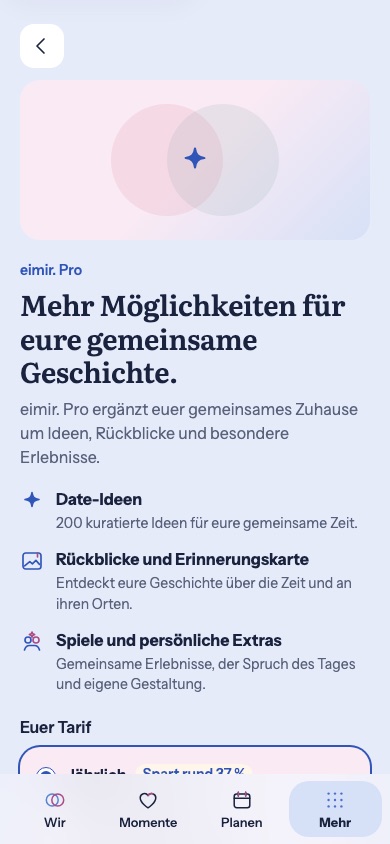 eimir. Pro
Mehr Möglichkeiten für
eure gemeinsame
Geschichte.
eimir. Pro ergänzt euer gemeinsames Zuhause
um Ideen, Rückblicke und besondere
Erlebnisse.
Date-Ideen
200 kuratierte Ideen für eure gemeinsame Zeit.
Rückblicke und Erinnerungskarte
Entdeckt eure Geschichte über die Zeit und an
ihren Orten.
Spiele und persönliche Extras
Gemeinsame Erlebnisse, der Spruch des Tages
und eigene Gestaltung.
Euer Tarif
Jährlich Spart rund 37 %
Wir Momente Planen Mehr